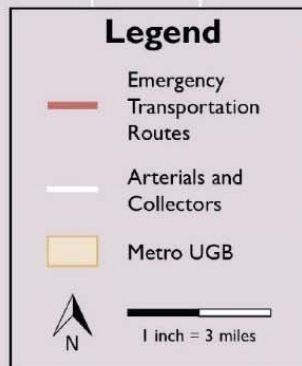 Legend
Emergency
Transportation
Routes
Arterials and
Collectors
Metro UGB
N
1 inch = 3 miles